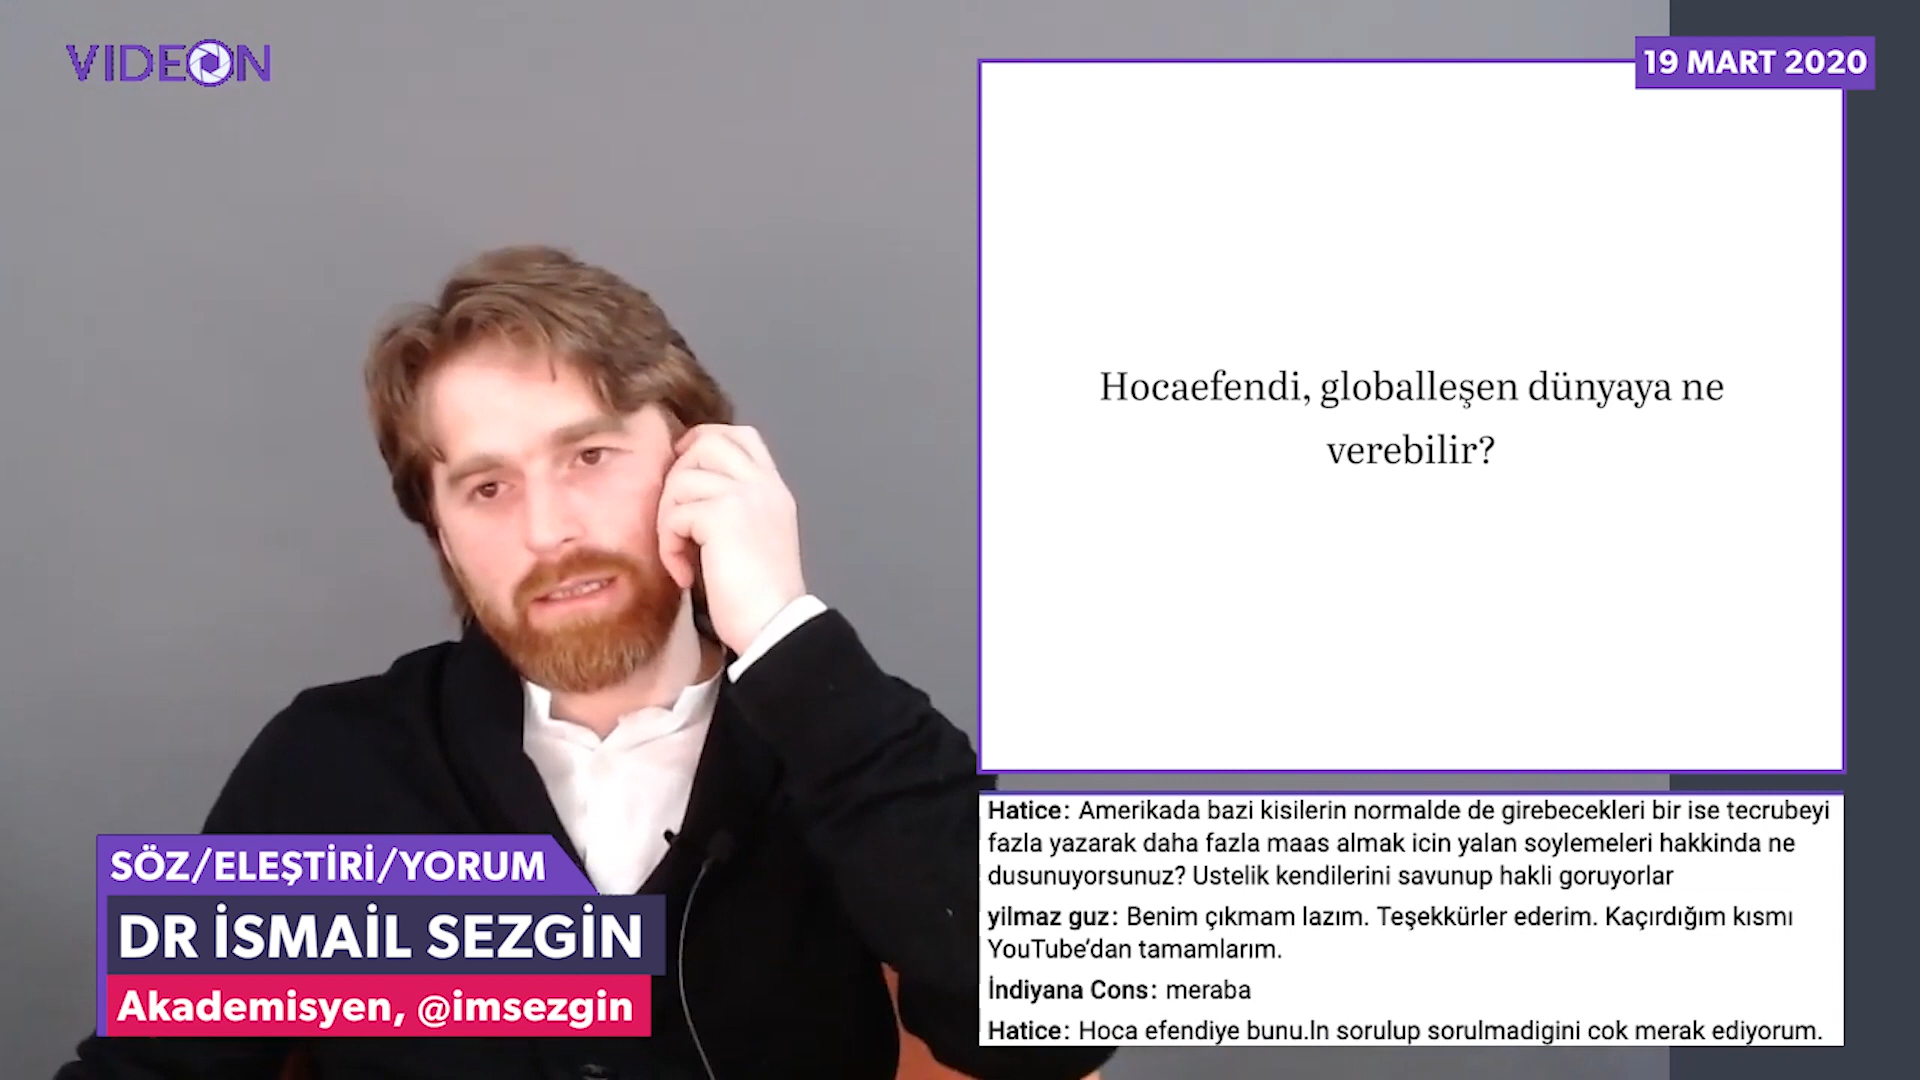 VIDEON
19 MART 2020
Hocaefendi, globalleşen dünyaya ne
verebilir?
Hatice: Amerikada bazi kisilerin normalde de girebecekleri bir ise tecrubeyi
fazla yazarak daha fazla maas almak icin yalan soylemeleri hakkinda ne
dusunuyorsunuz? Ustelik kendilerini savunup hakli goruyorlar
yilmaz guz: Benim çıkmam lazım. Teşekkürler ederim. Kaçırdığım kısmı
YouTube’dan tamamlarım.
İndiyana Cons: meraba
Hatice: Hoca efendiye bunu.ln sorulup sorulmadigini cok merak ediyorum.
SÖZ/ELEŞTİRİ/YORUM
DR İSMAİL SEZGİN
Akademisyen, @imsezgin